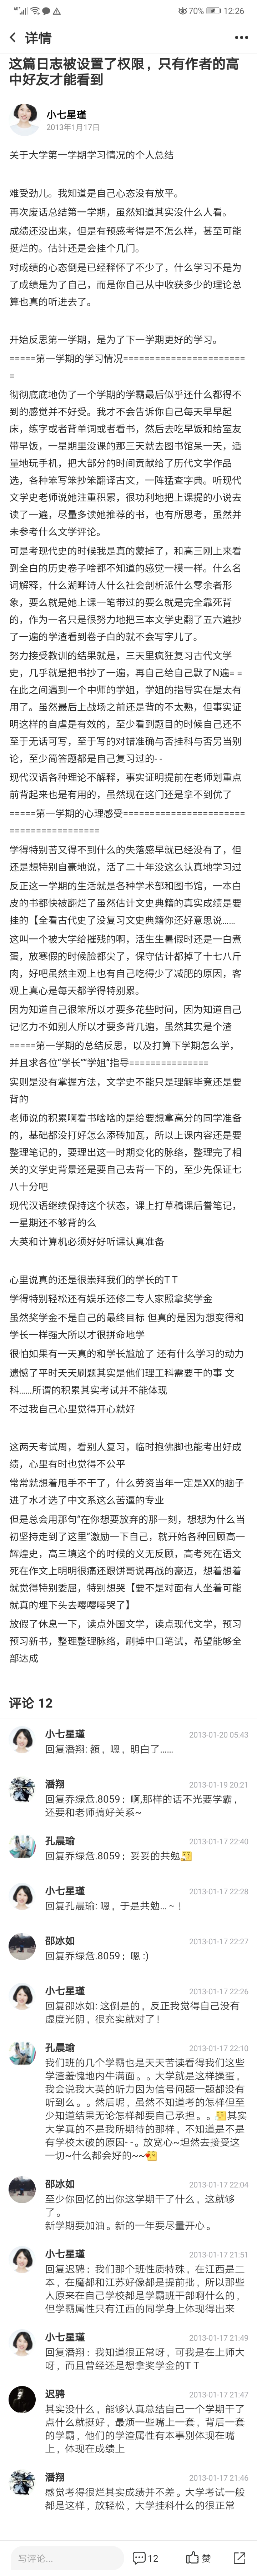 70% 12:26
详情
这篇日志被设置了权限，只有作者的高
中好友才能看到
小七星瑾
2013年1月17日
关于大学第一学期学习情况的个人总结
难受劲儿。我知道是自己心态没有放平。
再次废话总结第一学期，虽然知道其实没什么人看。
成绩还没出来，但是有预感考得是不怎么样，甚至可能
挺烂的。估计还是会挂个几门。
对成绩的心态倒是已经释怀了不少了，什么学习不是为
了成绩是为了自己，而是你自己从中收获多少的理论总
算也真的听进去了。
开始反思第一学期，是为了下一学期更好的学习。
=====第一学期的学习情况=======================
=
彻彻底底地伪了一个学期的学霸最后似乎还什么都得不
到的感觉并不好受。我才不会告诉你自己每天早早起
床，练字或者背单词或者看书，然后去吃早饭和给室友
带早饭，一星期里没课的那三天就去图书馆呆一天，适
量地玩手机，把大部分的时间贡献给了历代文学作品
选，各种笨写笨抄笨翻译古文，一阵猛查字典。听现代
文学史老师说她注重积累，很功利地把上课提的小说去
读了一遍，尽量多读她推荐的书，也有所思考，虽然并
未参考什么文学评论。
可是考现代史的时候我是真的蒙掉了，和高三刚上来看
到全白的历史卷子啥都不知道的感觉一模一样。什么名
词解释，什么湖畔诗人什么社会剖析派什么零余者形
象，要么就是她上课一笔带过的要么就是完全靠死背
的，作为一名只是很努力地把三本文学史翻了五六遍抄
了一遍的学渣看到卷子白的就不会写字儿了。
努力接受教训的结果就是，三天里疯狂复习古代文学
史，几乎就是把书抄了一遍，再自己给自己默了N遍= =
在此之间遇到一个中师的学姐，学姐的指导实在是太有
用了。虽然最后上战场之前还是背的不太熟，但事实证
明这样的自虐是有效的，至少看到题目的时候自己还不
至于无话可写，至于写的对错准确与否挂科与否另当别
论，至少简答题都是自己复习过的- -
现代汉语各种理论不解释，事实证明提前在老师划重点
前背起来也是有用的，虽然现在这门还是拿不到优了
=====第一学期的心理感受=======================
=================
学得特别苦又得不到什么的失落感早就已经没有了，但
还是想特别自豪地说，活了二十年没这么认真地学习过
反正这一学期的生活就是各种学术部和图书馆，一本白
皮的书都快被翻烂了虽然估计文史典籍的真实成绩是要
挂的【全看古代史了没复习文史典籍你还好意思说……
这叫一个被大学给摧残的啊，活生生暑假时还是一白煮
蛋，放寒假的时候脸都尖了，保守估计都掉了十七八斤
肉，好吧虽然主观上也有自己吃得少了减肥的原因，客
观上真心是每天都学得特别累。
因为知道自己很笨所以才要多花些时间，因为知道自己
记忆力不如别人所以才要多背几遍，虽然其实是个渣
=====第一学期的总结反思，以及打算下学期怎么学，
并且求各位“学长”“学姐”指导===============
实则是没有掌握方法，文学史不能只是理解毕竟还是要
背的
老师说的积累啊看书啥啥的是给要想拿高分的同学准备
的，基础都没打好怎么添砖加瓦，所以上课内容还是要
整理笔记的，要理出这一时期变化的脉络，整理完了相
关的文学史背景还是要自己去背一下的，至少先保证七
八十分吧
现代汉语继续保持这个状态，课上打草稿课后誊笔记，
一星期还不够背的么
大英和计算机必须好好听课认真准备
心里说真的还是很崇拜我们的学长的T T
学得特别轻松还有娱乐还修二专人家照拿奖学金
虽然奖学金不是自己的最终目标 但真的是因为想变得和
学长一样强大所以才很拼命地学
很怕如果有一天真的和学长尴尬了 还有什么学习的动力
遗憾了平时天天刷题其实是他们理工科需要干的事 文
科……所谓的积累其实考试并不能体现
不过我自己心里觉得开心就好
这两天考试周，看别人复习，临时抱佛脚也能考出好成
绩，心里有时也觉得不公平
常常就想着甩手不干了，什么劳资当年一定是XX的脑子
进了水才选了中文系这么苦逼的专业
但是总会用那句“在你想要放弃的那一刻，想想为什么当
初坚持走到了这里”激励一下自己，就开始各种回顾高一
辉煌史，高三填这个的时候的义无反顾，高考死在语文
死在作文上明明很痛还跟饼哥说再战的豪迈，想着想着
就觉得特别委屈，特别想哭【要不是对面有人坐着可能
就真的埋下头去嘤嘤嘤哭了】
放假了休息一下，读点外国文学，读点现代文学，预习
预习新书，整理整理脉络，刷掉中口笔试，希望能够全
部达成
评论 12
小七星瑾 2013-01-20 05:43
回复潘翔: 额，嗯，明白了……
潘翔 2013-01-19 20:21
回复乔绿危.8059：啊,那样的话不光要学霸，
还要和老师搞好关系~
孔晨瑜 2013-01-17 22:40
回复乔绿危.8059：妥妥的共勉
小七星瑾 2013-01-17 22:28
回复孔晨瑜: 嗯，于是共勉… ~！
邵冰如 2013-01-17 22:27
回复乔绿危.8059：嗯 :)
小七星瑾 2013-01-17 22:26
回复邵冰如: 这倒是的，反正我觉得自己没有
虚度光阴，很充实就对了！
孔晨瑜 2013-01-17 22:10
我们班的几个学霸也是天天苦读看得我们这些
学渣羞愧地内牛满面。。大学就是这样操蛋，
我会说我大英的听力因为信号问题一题都没有
听到么。。然后呢，虽然不知道考的怎样但至
少知道结果无论怎样都要自己承担。。其实
大学真的不是我所期待的那样，不知道是不是
有学校太破的原因- -。放宽心~坦然去接受这
一切~什么都会好的~~
邵冰如 2013-01-17 22:04
至少你回忆的出你这学期干了什么，这就够
了。
新学期要加油。新的一年要尽量开心。
小七星瑾 2013-01-17 21:51
回复迟骋：我们那个班性质特殊，在江西是二
本，在魔都和江苏好像都是提前批，所以那些
人原来在自己学校都是学霸班干部啊什么的，
但学霸属性只有江西的同学身上体现得出来
小七星瑾 2013-01-17 21:49
回复潘翔：我知道很正常呀，可我是在上师大
呀，而且曾经还是想拿奖学金的T T
迟骋 2013-01-17 21:47
其实没什么，能够认真总结自己一个学期干了
点什么就挺好，最烦一些嘴上一套，背后一套
的学霸，他们的学渣属性有本事别体现在嘴
上，体现在成绩上
潘翔 2013-01-17 21:46
感觉考得很烂其实成绩并不差。大学考试一般
都是这样，放轻松，大学挂科什么的很正常
写评论... 12 赞